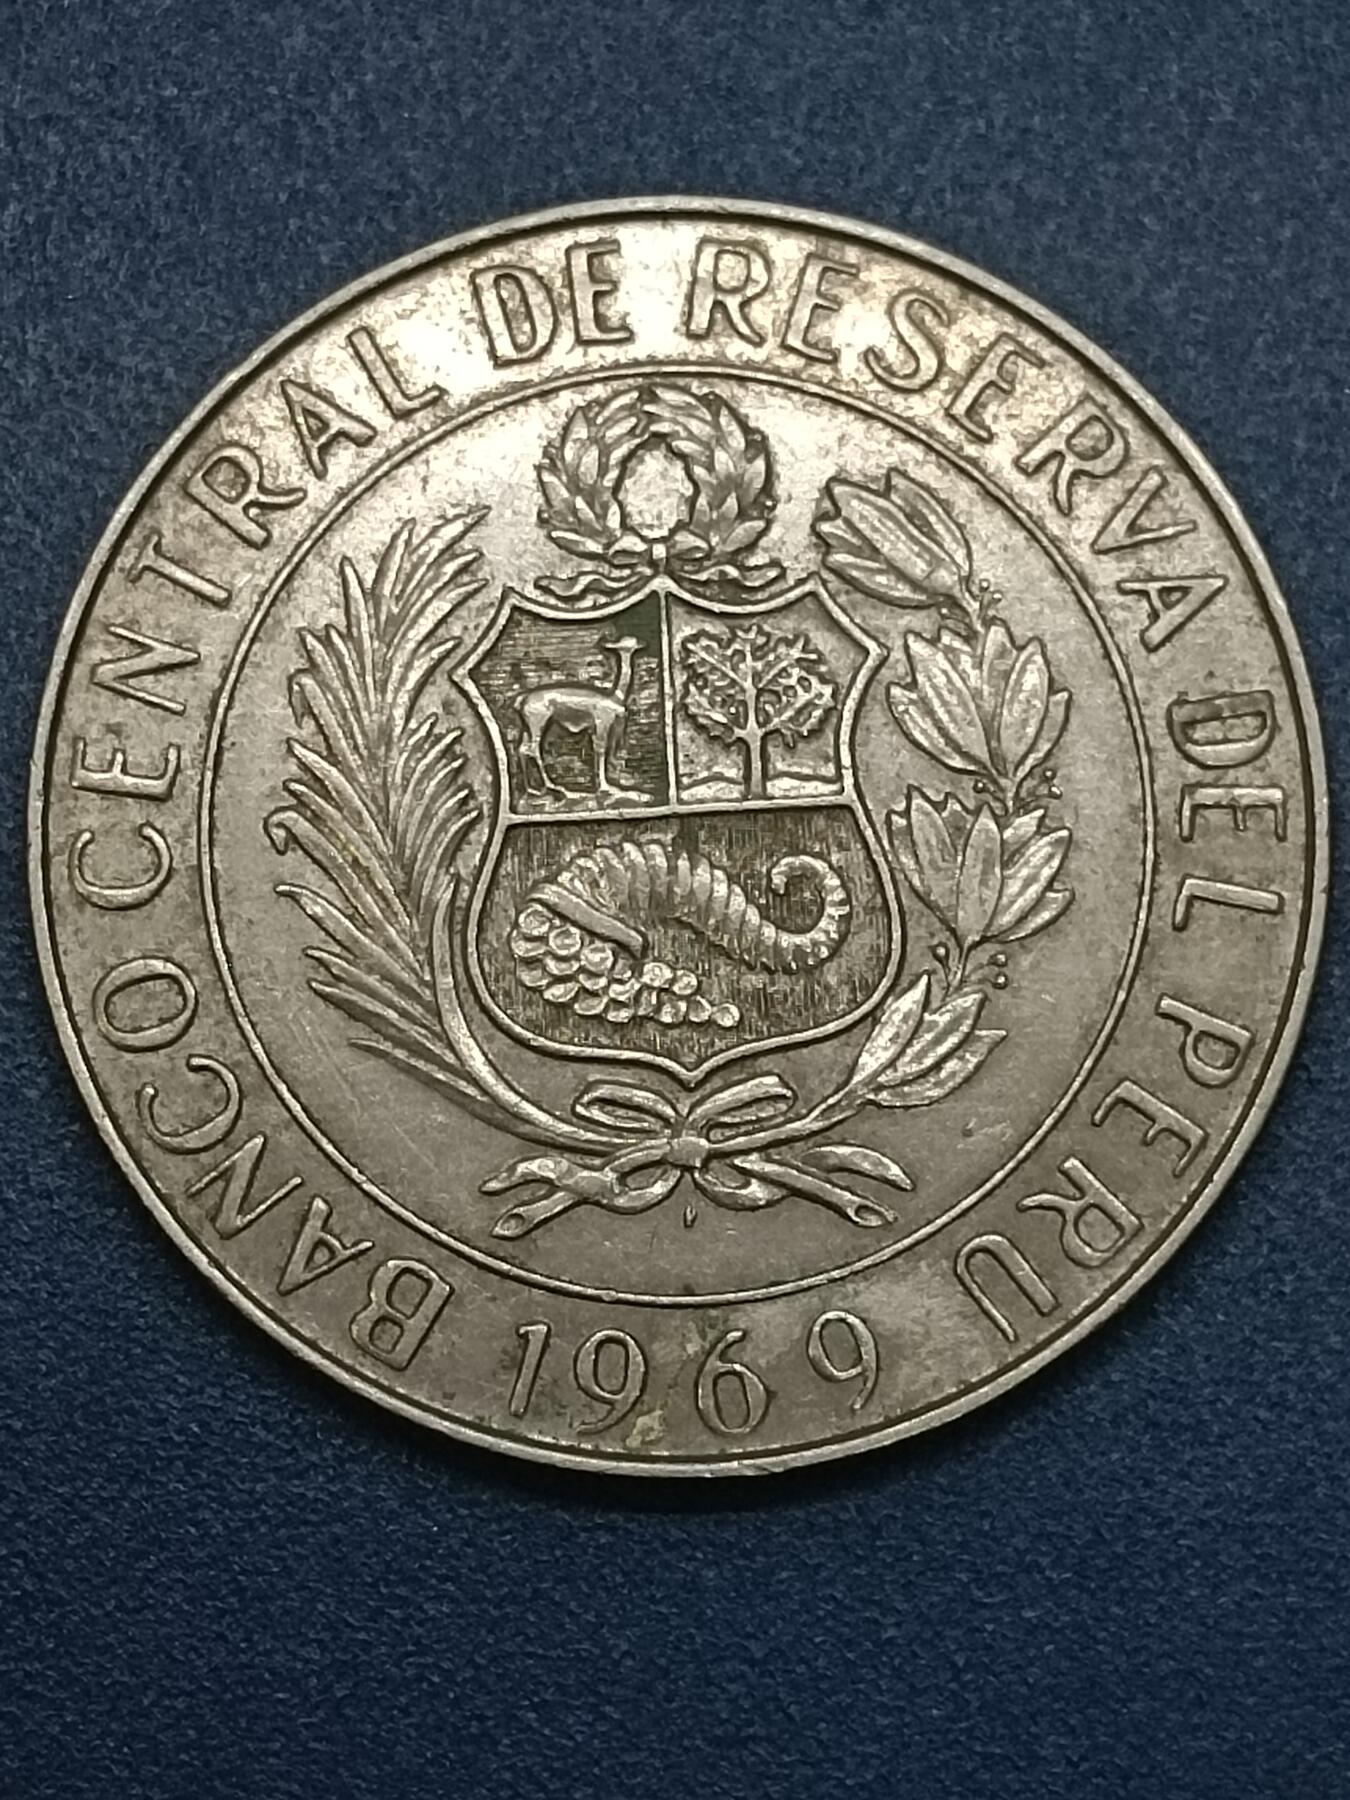 BANCO CENTRAL DE RESERVA DEL PERU
1969